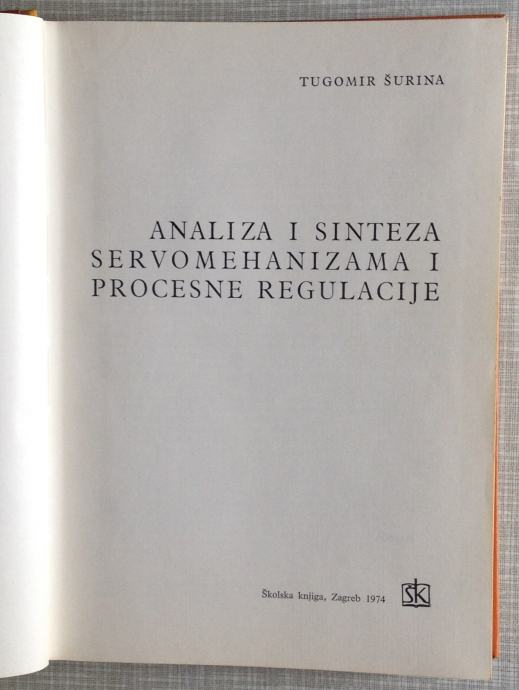 TUGOMIR ŠURINA
ANALIZA I SINTEZA
SERVOMEHANIZAMA I
PROCESNE REGULACIJE
Školska knjiga, Zagreb 1974 ŠK